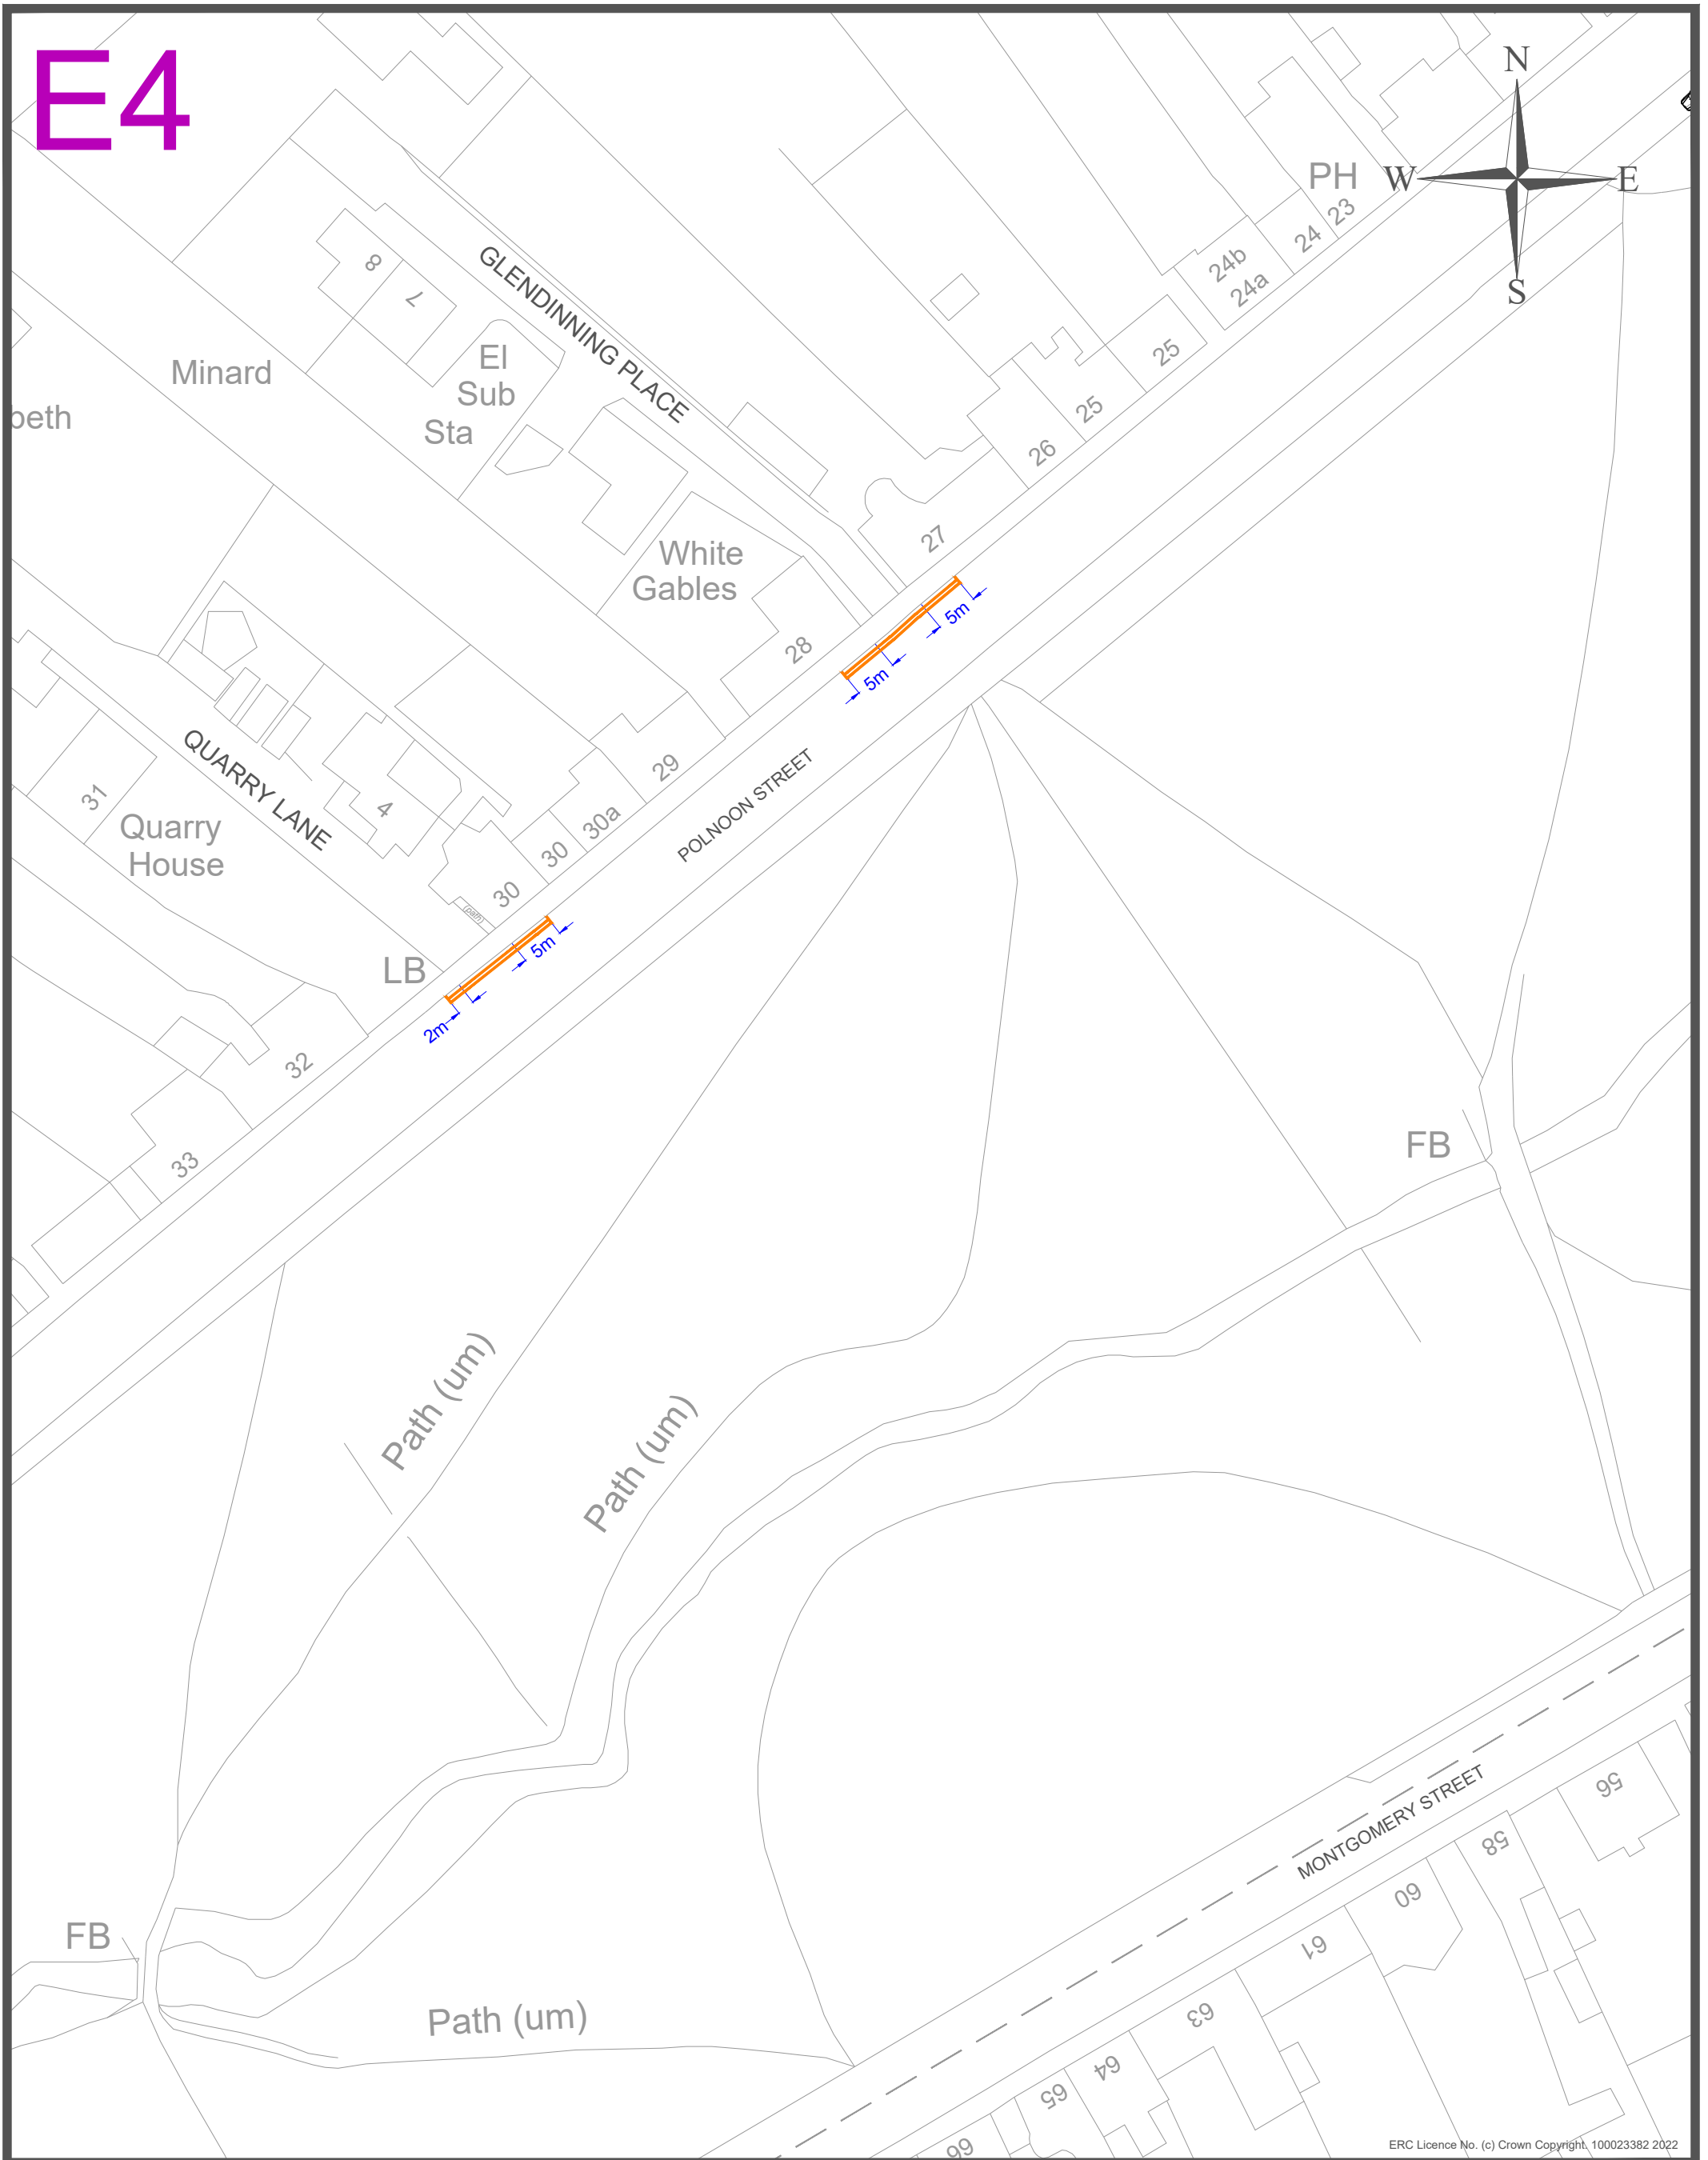 E4
N
W
E
S
PH
23
24
24b
24a
25
25
26
27
GLENDINNING PLACE
8
7
El
Sub
Sta
Minard
beth
White
Gables
28
5m
5m
29
30a
30
30
path
POLNOON STREET
QUARRY LANE
4
31
Quarry
House
LB
5m
2m
32
33
FB
Path (um)
Path (um)
FB
Path (um)
MONTGOMERY STREET
56
58
60
61
63
64
65
66
ERC Licence No. (c) Crown Copyright. 100023382 2022